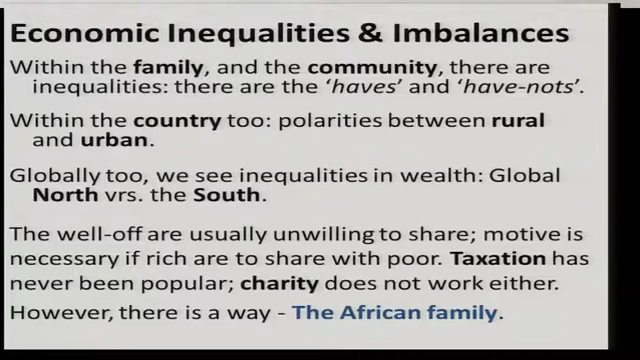 Economic Inequalities & Imbalances
Within the family, and the community, there are
inequalities: there are the ‘haves’ and ‘have-nots’.
Within the country too: polarities between rural
and urban.
Globally too, we see inequalities in wealth: Global
North vrs. the South.
The well-off are usually unwilling to share; motive is
necessary if rich are to share with poor. Taxation has
never been popular; charity does not work either.
However, there is a way - The African family.